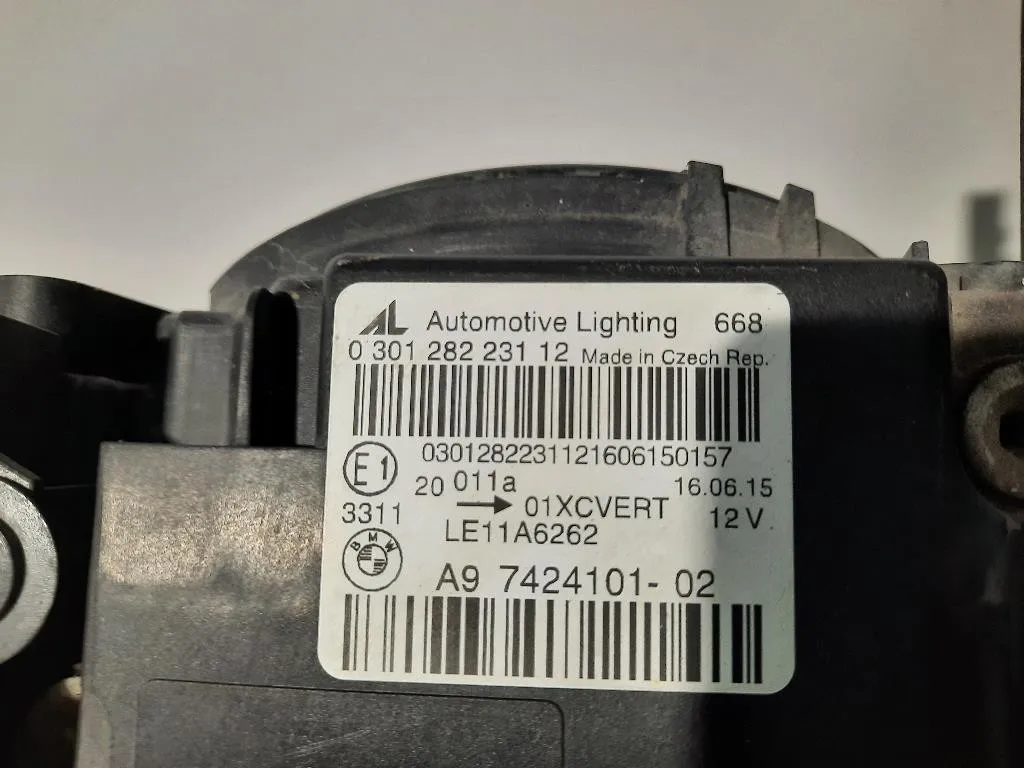 AL Automotive Lighting 668
0 301 282 231 12 Made in Czech Rep.
0301282231121606150157
E1 20 011a 16.06.15
3311 → 01XCVERT 12 V
LE11A6262
BMW
A9 7424101- 02